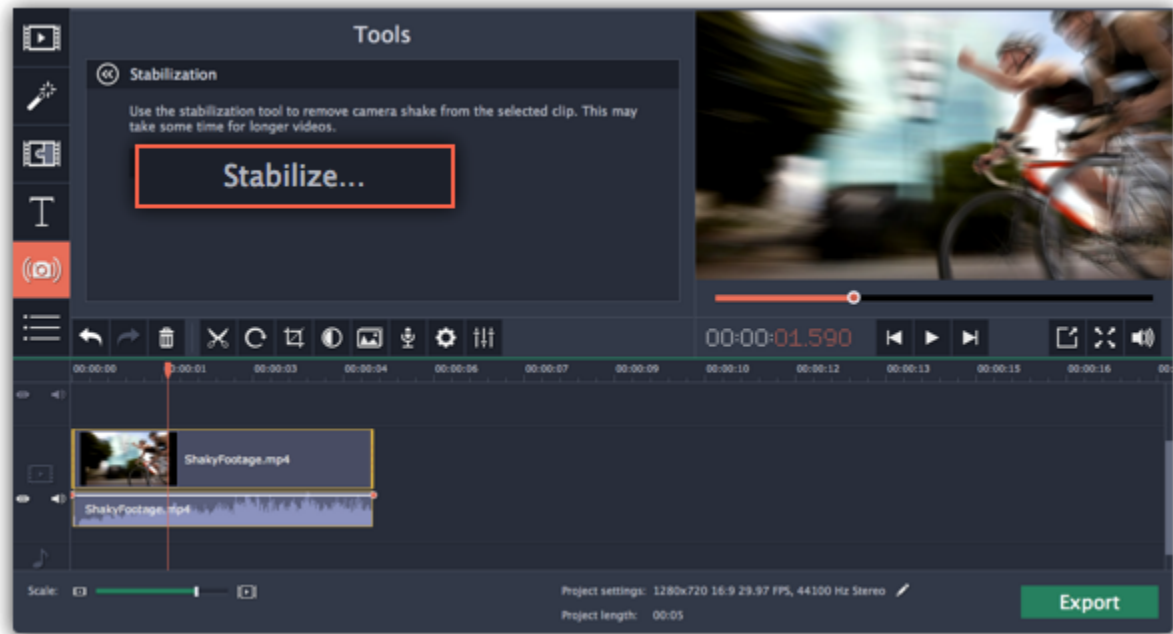 Tools
Stabilization
Use the stabilization tool to remove camera shake from the selected clip. This may
take some time for longer videos.
Stabilize...
T
00:00:01.590
00:00:00 0:00:01 00:00:03 00:00:04 00:00:06 00:00:07 00:00:09 00:00:10 00:00:12 00:00:13 00:00:15 00:00:16 00:
ShakyFootage.mp4
ShakyFootage.mp4
Scale:
Project settings: 1280x720 16:9 29.97 FPS, 44100 Hz Stereo
Project length: 00:05
Export